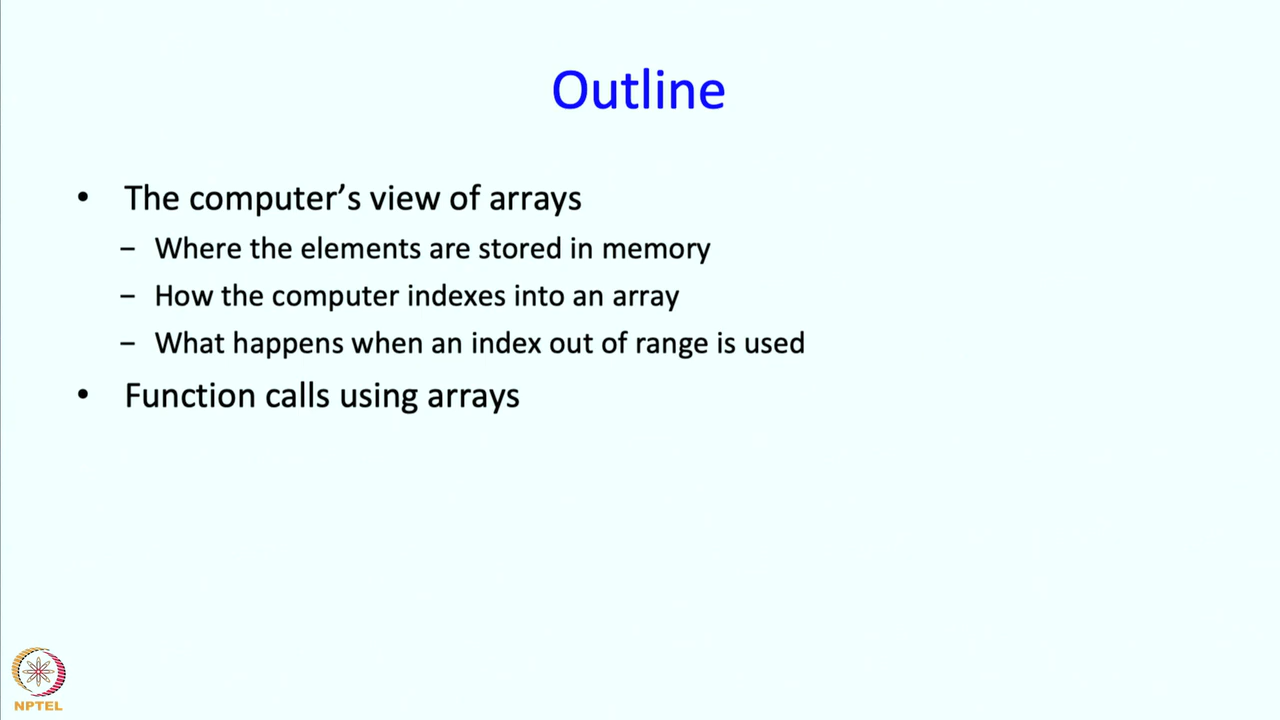 Outline
• The computer’s view of arrays
– Where the elements are stored in memory
– How the computer indexes into an array
– What happens when an index out of range is used
• Function calls using arrays
NPTEL